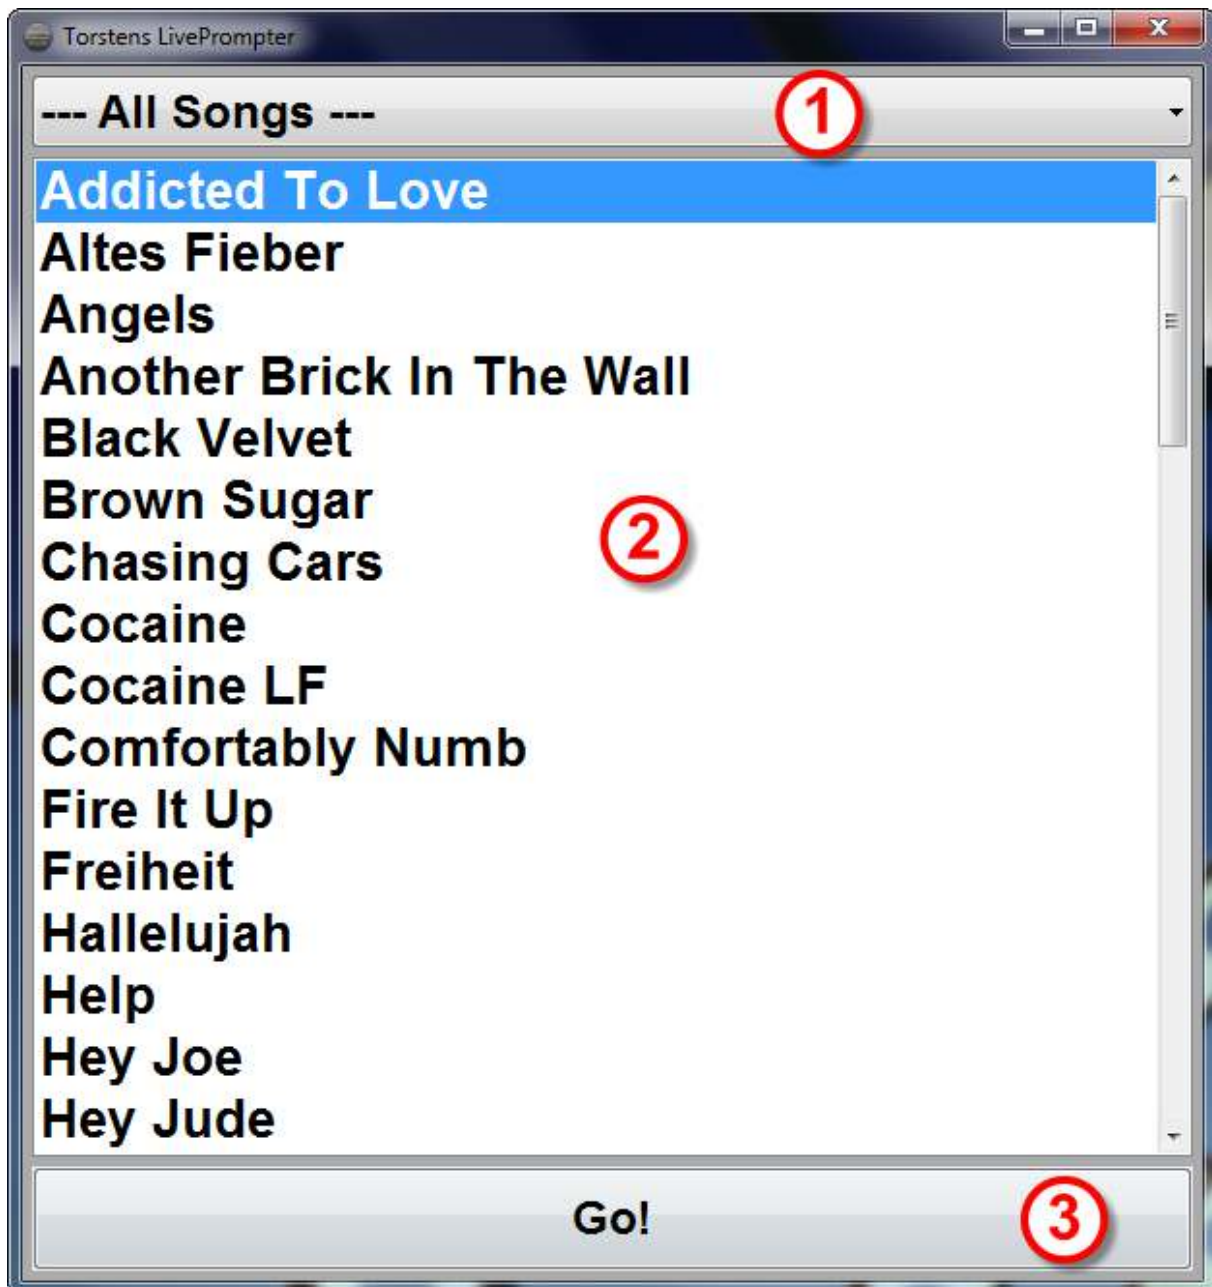 Torstens LivePrompter
--- All Songs ---
1
Addicted To Love
Altes Fieber
Angels
Another Brick In The Wall
Black Velvet
Brown Sugar
2
Chasing Cars
Cocaine
Cocaine LF
Comfortably Numb
Fire It Up
Freiheit
Hallelujah
Help
Hey Joe
Hey Jude
Go!
3